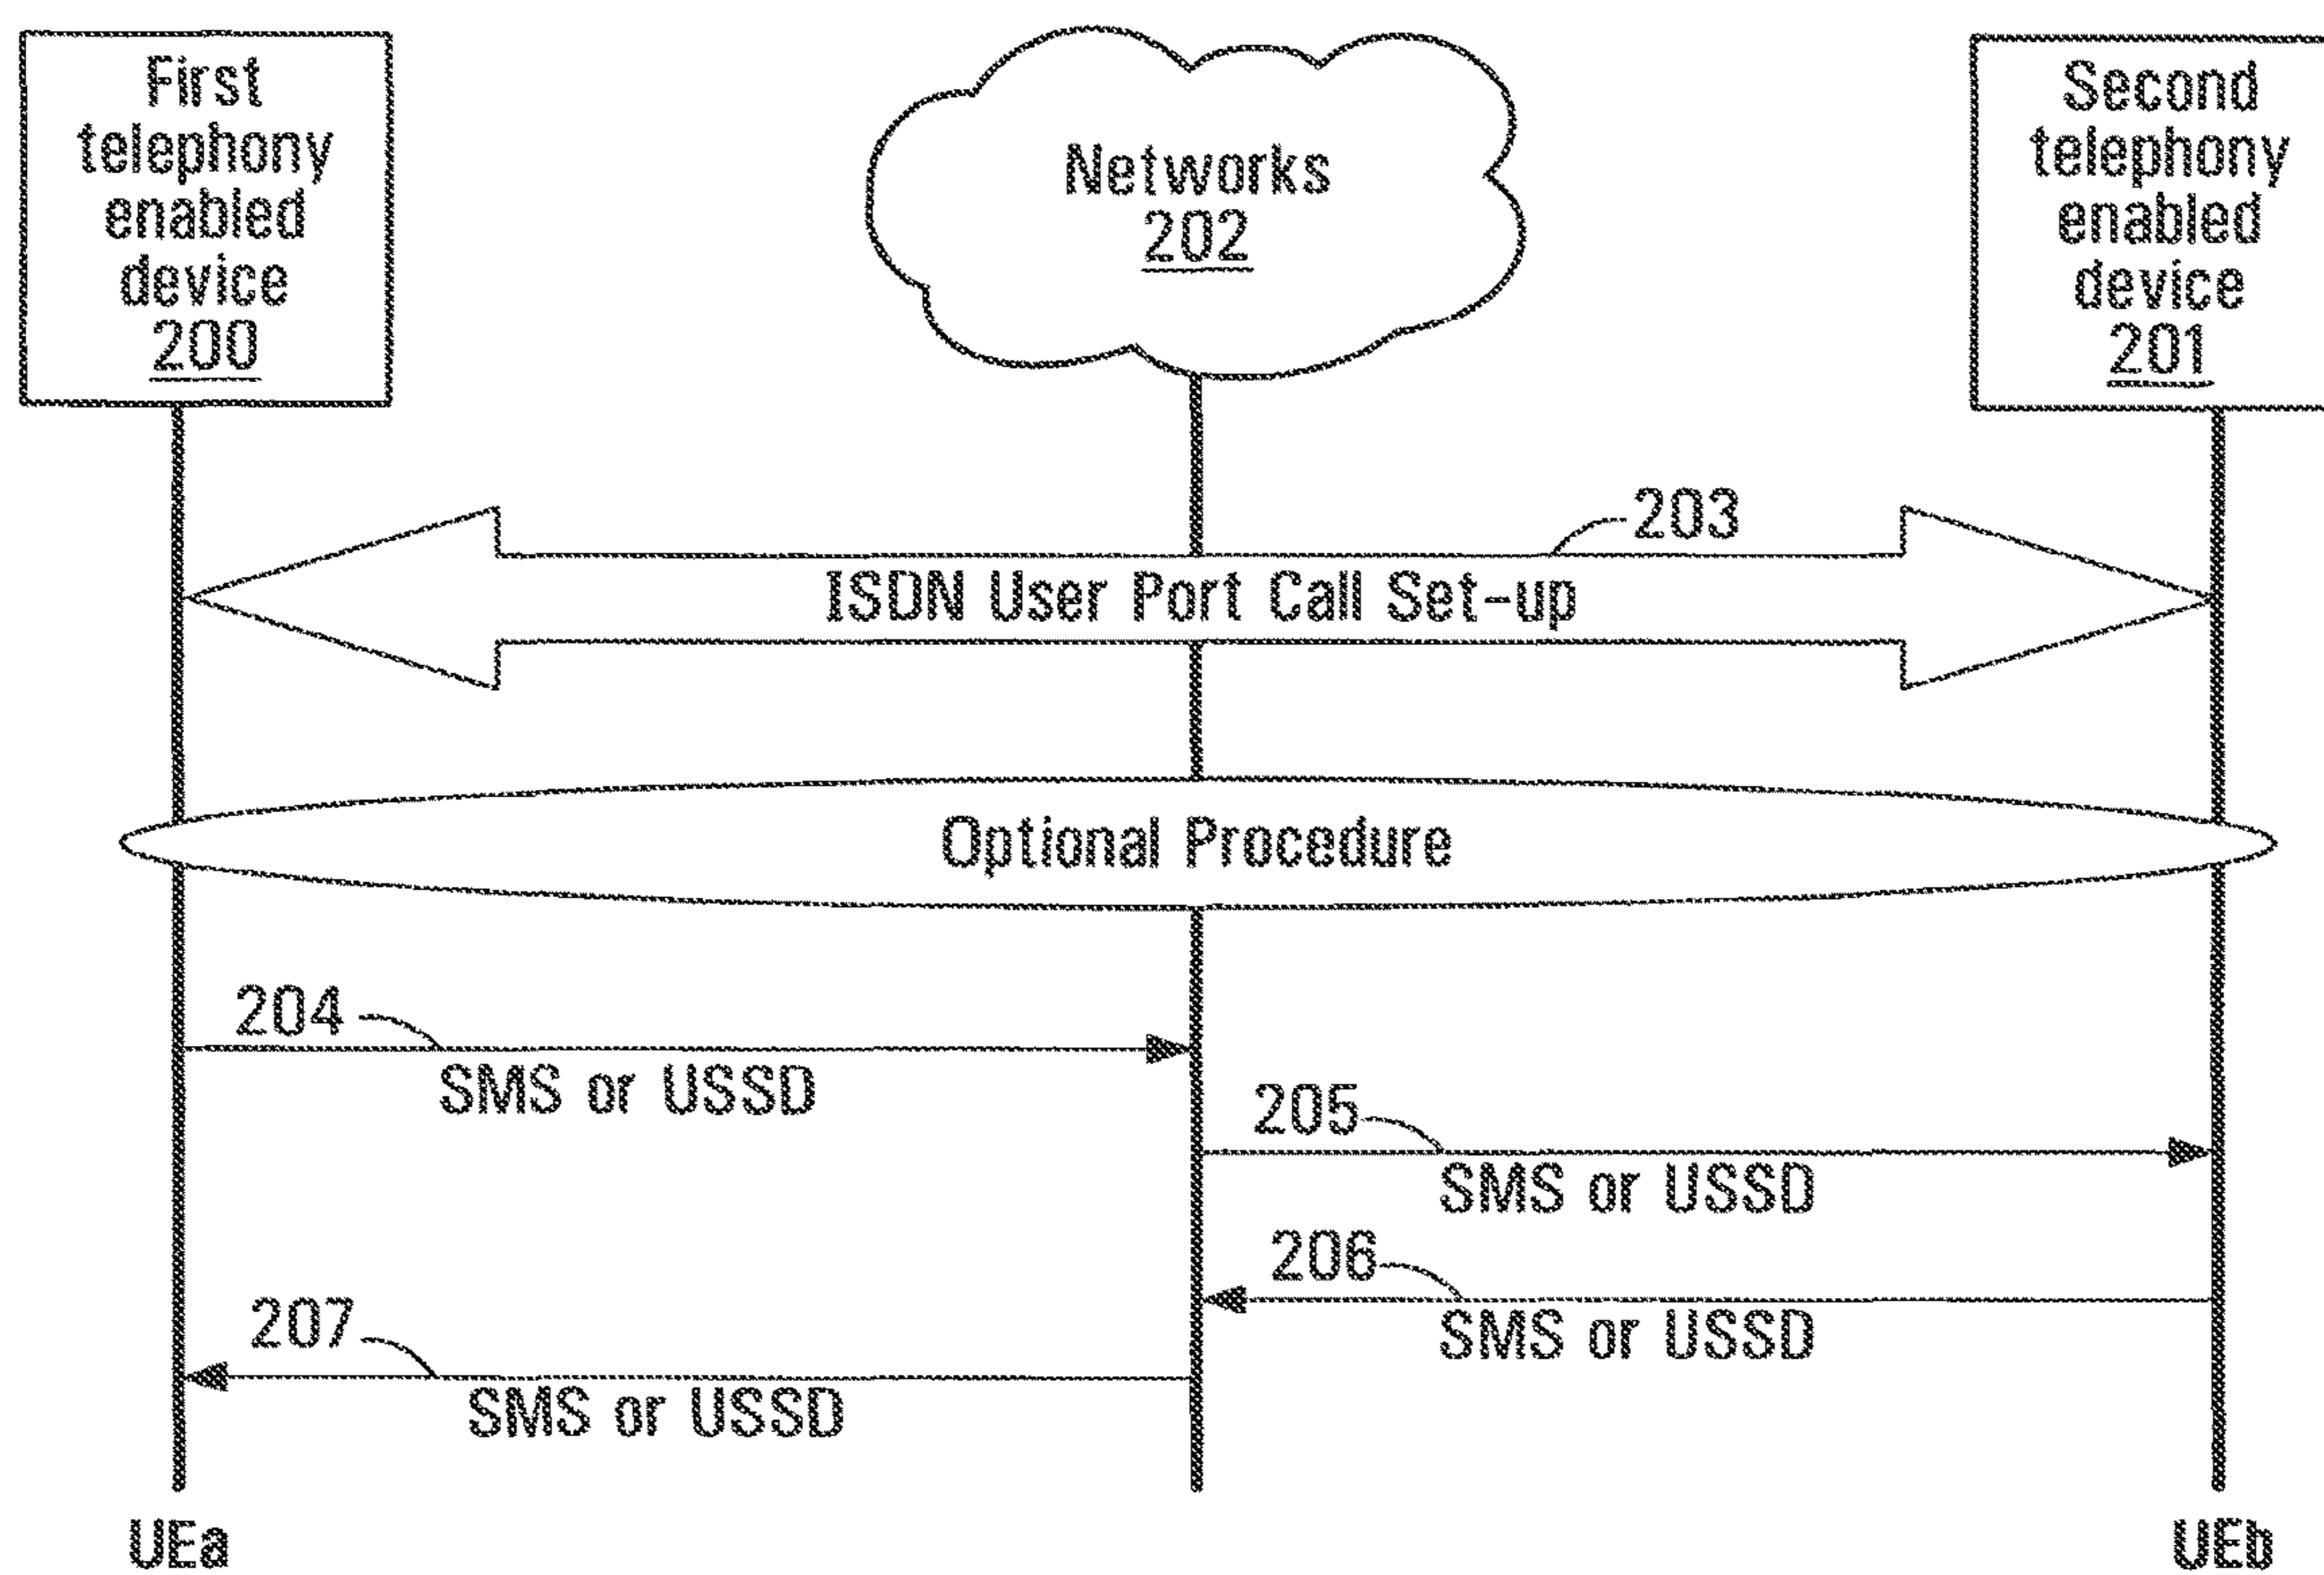 First
telephony
enabled
device
200
Networks
202
Second
telephony
enabled
device
201
203
ISDN User Port Call Set-up
Optional Procedure
204
SMS or USSD
205
SMS or USSD
206
SMS or USSD
207
SMS or USSD
UEa
UEb